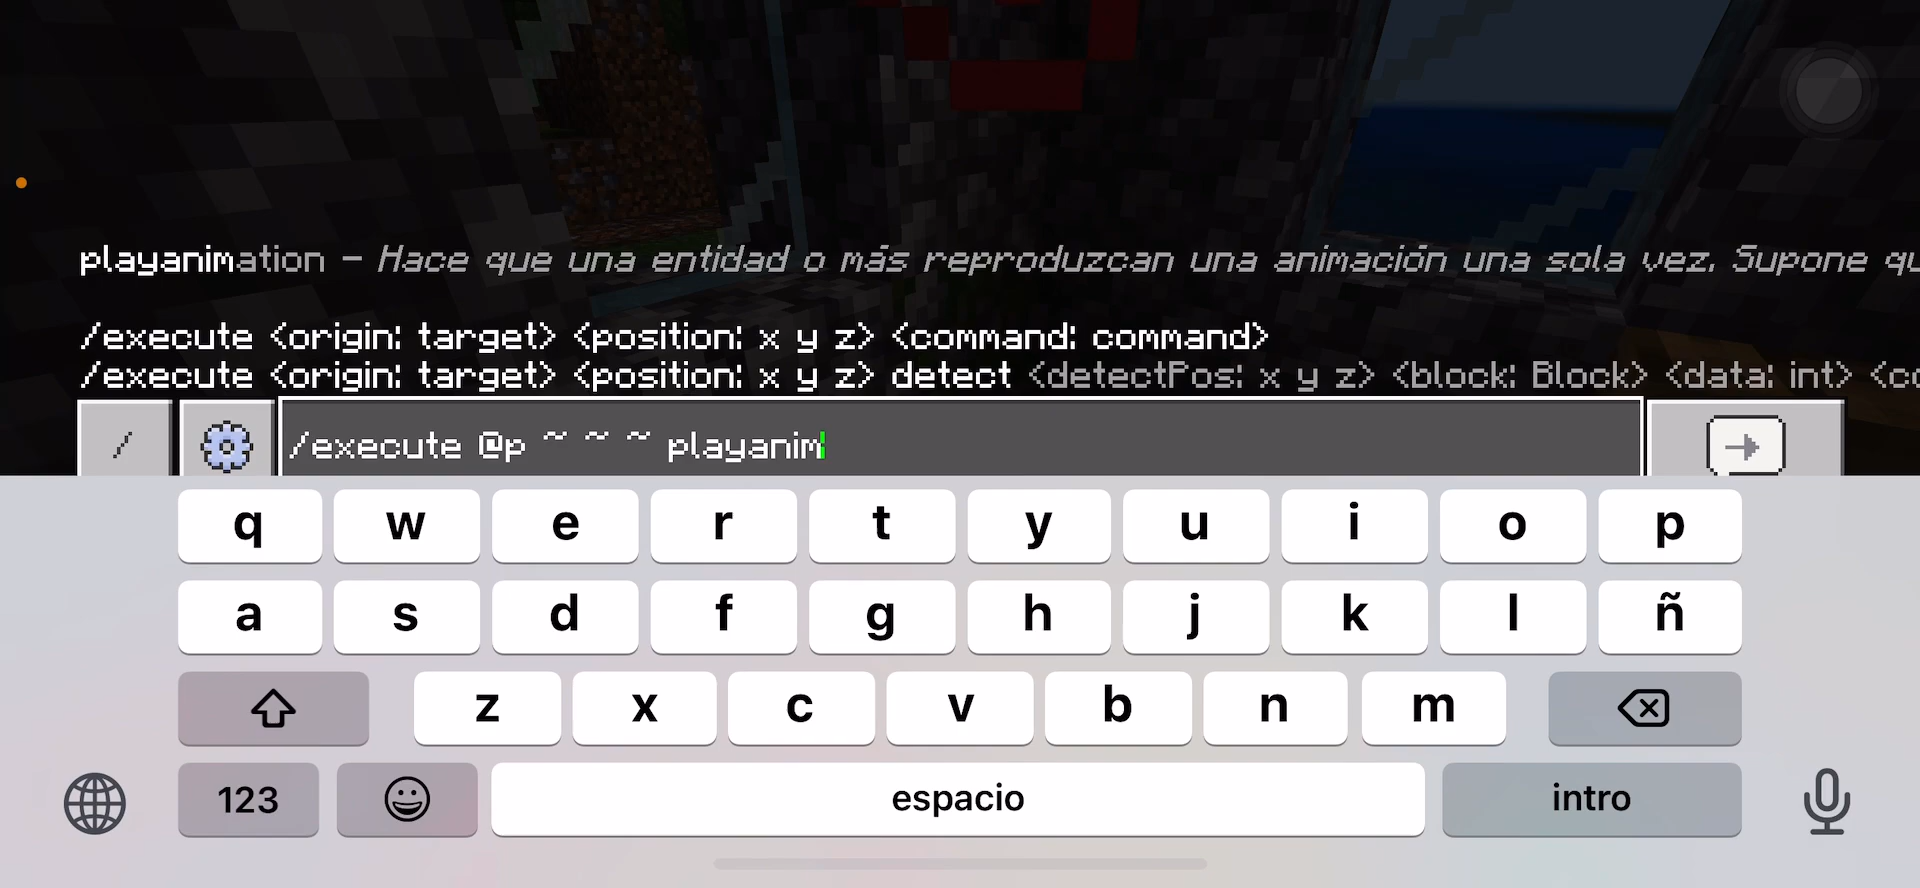 playanimation – Hace que una entidad o más reproduzcan una animación una sola vez. Supone qu
/execute <origin: target> <position: x y z> <command: command>
/execute <origin: target> <position: x y z> detect <detectPos: x y z> <block: Block> <data: int> <co
/ /execute @p ~ ~ ~ playanim
q w e r t y u i o p
a s d f g h j k l ñ
z x c v b n m
123 espacio intro